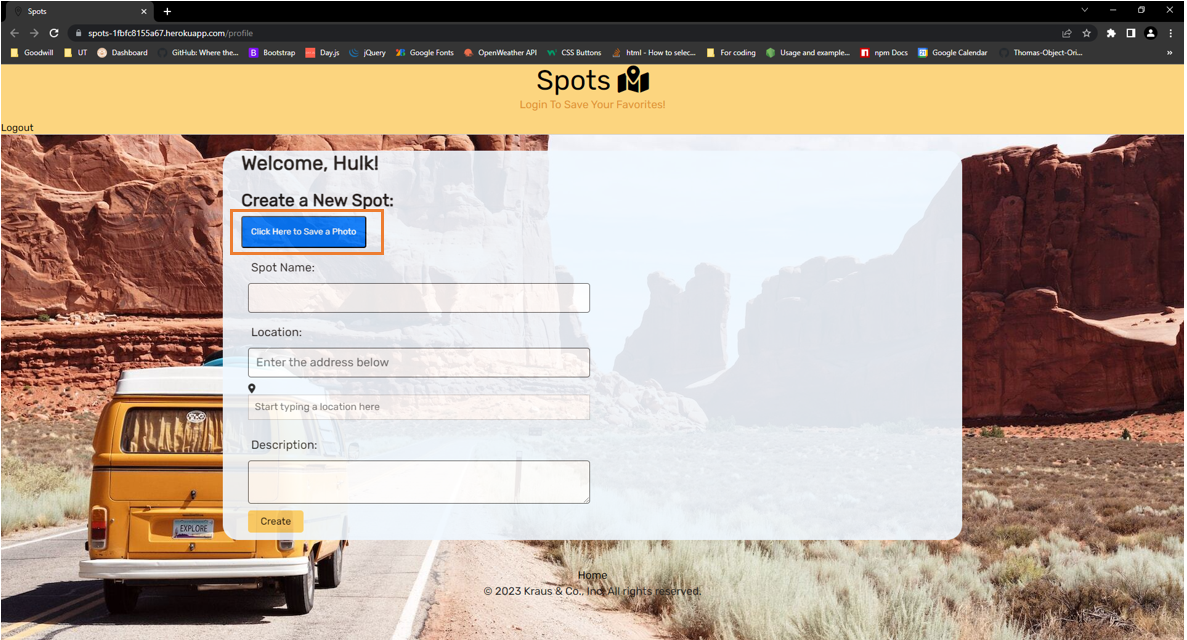 Spots
spots-1fbfc8155a67.herokuapp.com/profile
Goodwill UT Dashboard GitHub: Where the... Bootstrap Day.js jQuery Google Fonts OpenWeather API CSS Buttons html - How to selec... For coding Usage and example... npm Docs Google Calendar Thomas-Object-Ori... »
Spots
Login To Save Your Favorites!
Logout
Welcome, Hulk!
Create a New Spot:
Click Here to Save a Photo
Spot Name:
Location:
Enter the address below
Start typing a location here
Description:
Create
EXPLORE
Home
© 2023 Kraus & Co., Inc. All rights reserved.